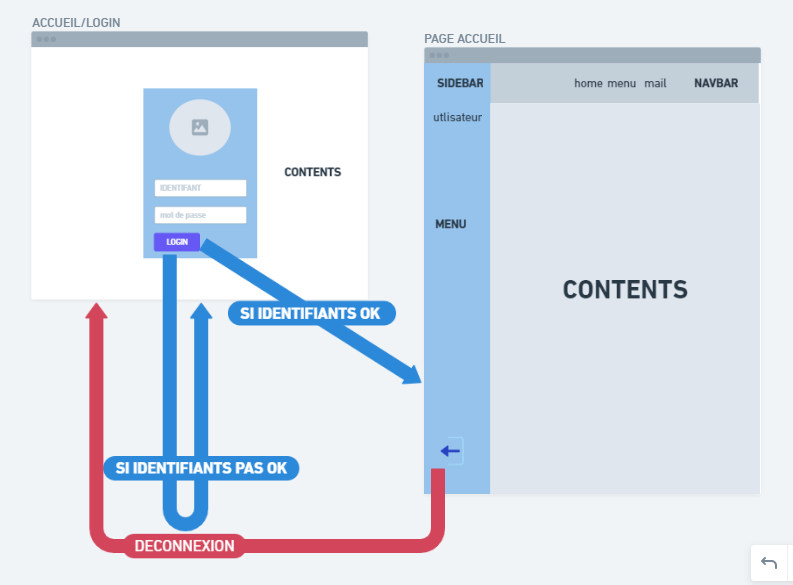 ACCUEIL/LOGIN
PAGE ACCUEIL
SIDEBAR
home menu mail
NAVBAR
utlisateur
CONTENTS
IDENTIFANT
mot de passe
LOGIN
MENU
CONTENTS
SI IDENTIFIANTS OK
SI IDENTIFIANTS PAS OK
DECONNEXION